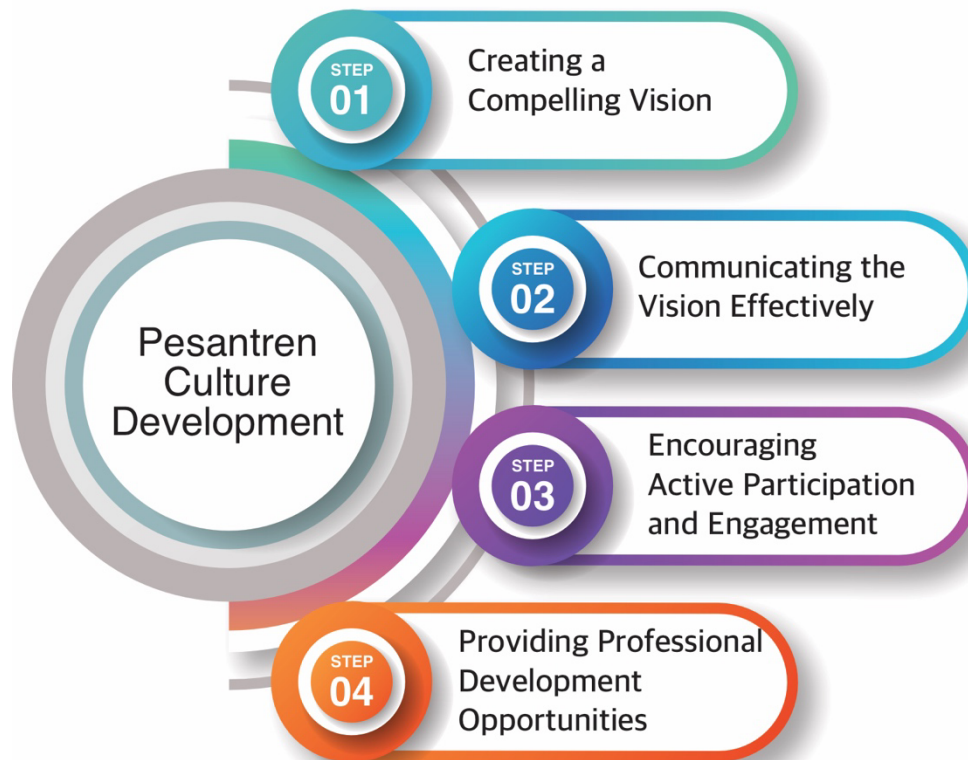 STEP
01
Creating a
Compelling Vision
STEP
02
Communicating the
Vision Effectively
Pesantren
Culture
Development
STEP
03
Encouraging
Active Participation
and Engagement
STEP
04
Providing Professional
Development
Opportunities